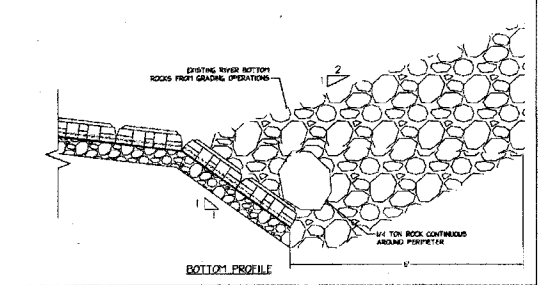 EXISTING RIVER BOTTOM
ROCKS FROM GRADING OPERATIONS
2
1
1
1
1/4 TON ROCK CONTINUOUS
AROUND PERIMETER
BOTTOM PROFILE
6'